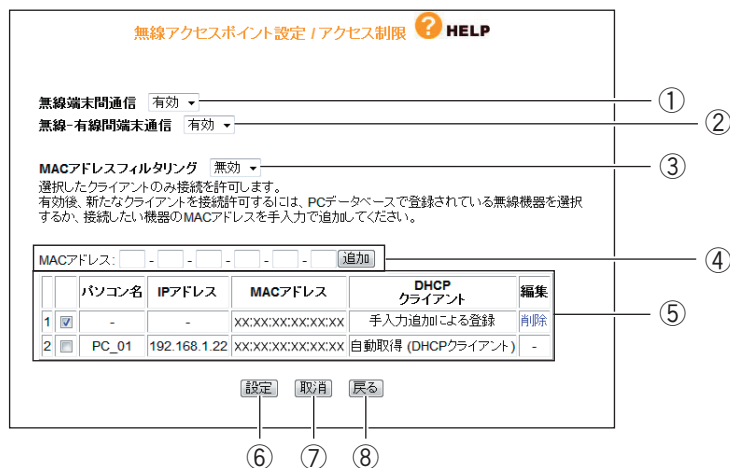 無線アクセスポイント設定 / アクセス制限 ? HELP
無線端末間通信 有効
①
無線-有線間端末通信 有効
②
MACアドレスフィルタリング 無効
③
選択したクライアントのみ接続を許可します。
有効後、新たなクライアントを接続許可するには、PCデータベースで登録されている無線機器を選択
するか、接続したい機器のMACアドレスを手入力で追加してください。
MACアドレス: - - - - - 追加
④
パソコン名 IPアドレス MACアドレス DHCPクライアント 編集
⑤
1 - - XX:XX:XX:XX:XX:XX 手入力追加による登録 削除
2 PC_01 192.168.1.22 XX:XX:XX:XX:XX:XX 自動取得 (DHCPクライアント) -
設定 取消 戻る
⑥ ⑦ ⑧